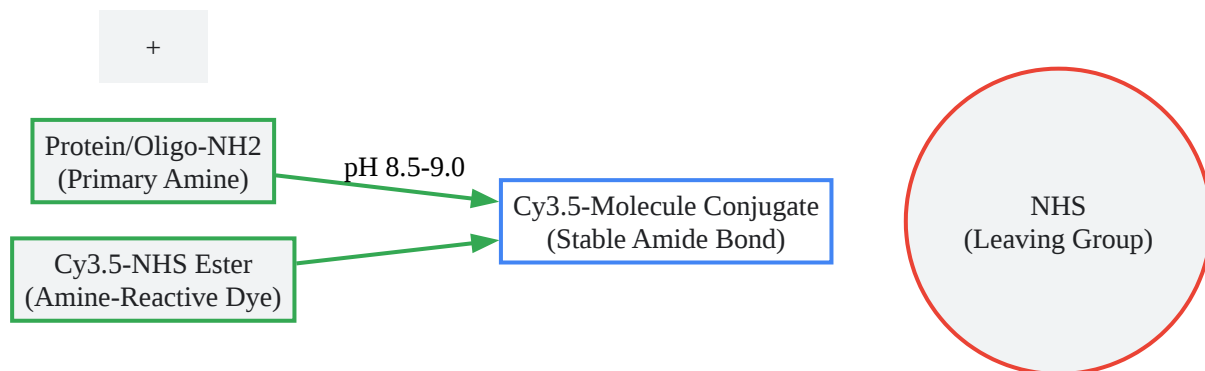 +
Protein/Oligo-NH2
(Primary Amine)
pH 8.5-9.0
Cy3.5-NHS Ester
(Amine-Reactive Dye)
Cy3.5-Molecule Conjugate
(Stable Amide Bond)
NHS
(Leaving Group)